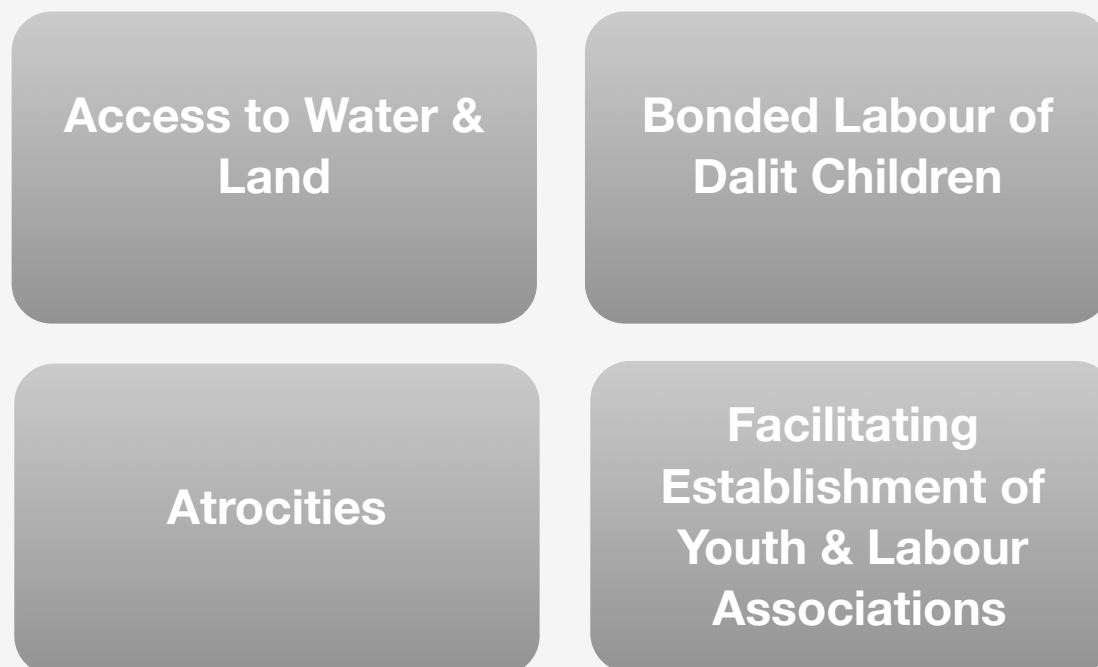 Access to Water &
Land
Bonded Labour of
Dalit Children
Atrocities
Facilitating
Establishment of
Youth & Labour
Associations